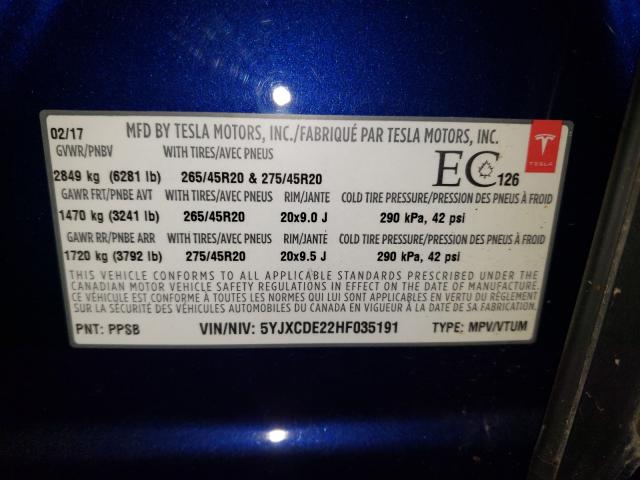 02/17 MFD BY TESLA MOTORS, INC./FABRIQUÉ PAR TESLA MOTORS, INC.
GVWR/PNBV WITH TIRES/AVEC PNEUS
2849 kg (6281 lb) 265/45R20 & 275/45R20 EC 126 TESLA
GAWR FRT/PNBE AVT WITH TIRES/AVEC PNEUS RIM/JANTE COLD TIRE PRESSURE/PRESSION DES PNEUS À FROID
1470 kg (3241 lb) 265/45R20 20x9.0 J 290 kPa, 42 psi
GAWR RR/PNBE ARR WITH TIRES/AVEC PNEUS RIM/JANTE COLD TIRE PRESSURE/PRESSION DES PNEUS À FROID
1720 kg (3792 lb) 275/45R20 20x9.5 J 290 kPa, 42 psi
THIS VEHICLE CONFORMS TO ALL APPLICABLE STANDARDS PRESCRIBED UNDER THE
CANADIAN MOTOR VEHICLE SAFETY REGULATIONS IN EFFECT ON THE DATE OF MANUFACTURE.
CE VÉHICULE EST CONFORME À TOUTES LES NORMES QUI LUI SONT APPLICABLES EN VERTU DU RÈGLEMENT
SUR LA SÉCURITÉ DES VÉHICULES AUTOMOBILES DU CANADA EN VIGUEUR À LA DATE DE SA FABRICATION.
PNT: PPSB VIN/NIV: 5YJXCDE22HF035191 TYPE: MPV/VTUM